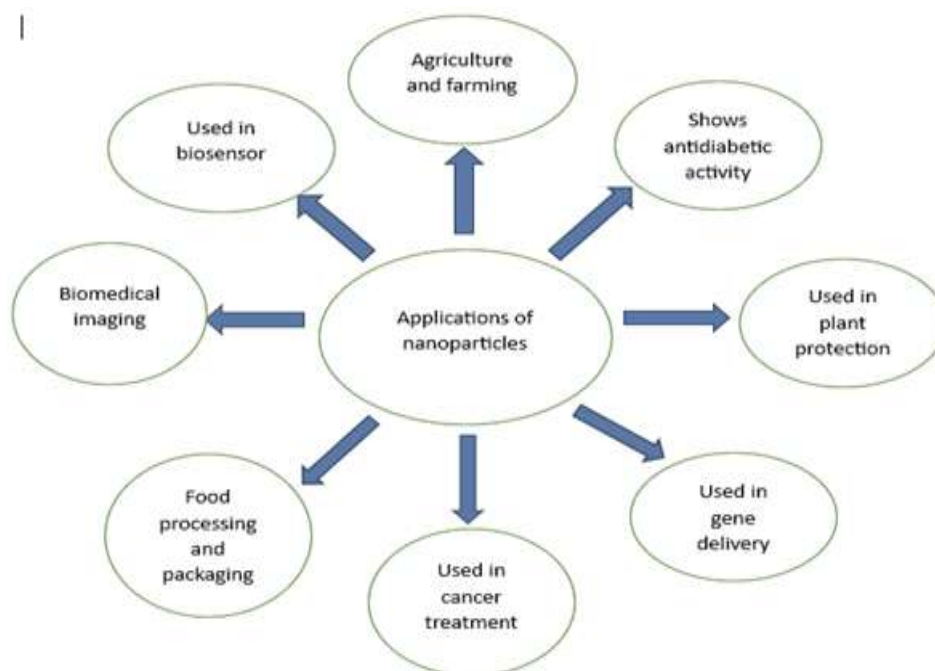 Agriculture
and farming
Shows
antidiabetic
activity
Used in
plant
protection
Used in
gene
delivery
Used in
cancer
treatment
Food
processing
and
packaging
Biomedical
imaging
Used in
biosensor
Applications of
nanoparticles